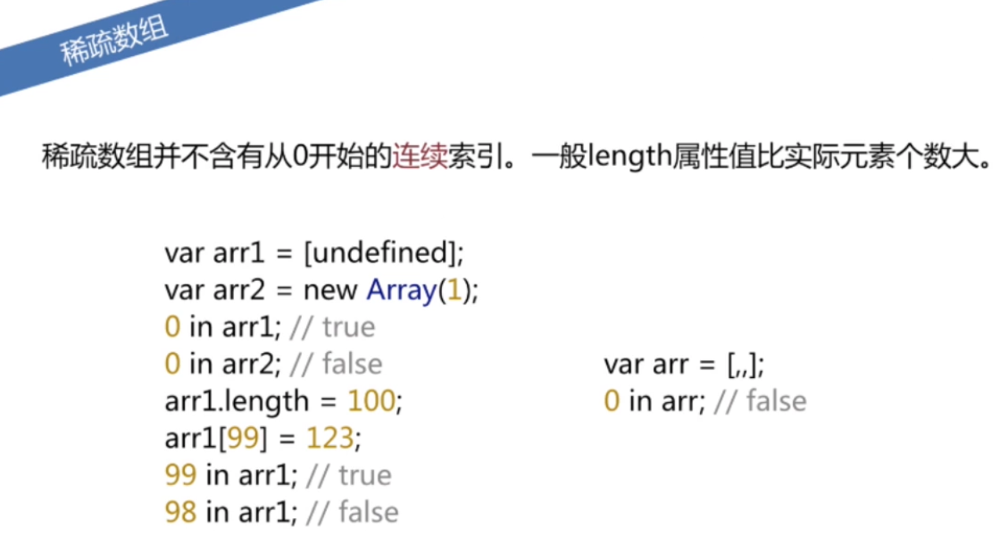 稀疏数组
稀疏数组并不含有从0开始的连续索引。一般length属性值比实际元素个数大。
var arr1 = [undefined];
var arr2 = new Array(1);
0 in arr1; // true
0 in arr2; // false
arr1.length = 100;
arr1[99] = 123;
99 in arr1; // true
98 in arr1; // false
var arr = [,,];
0 in arr; // false